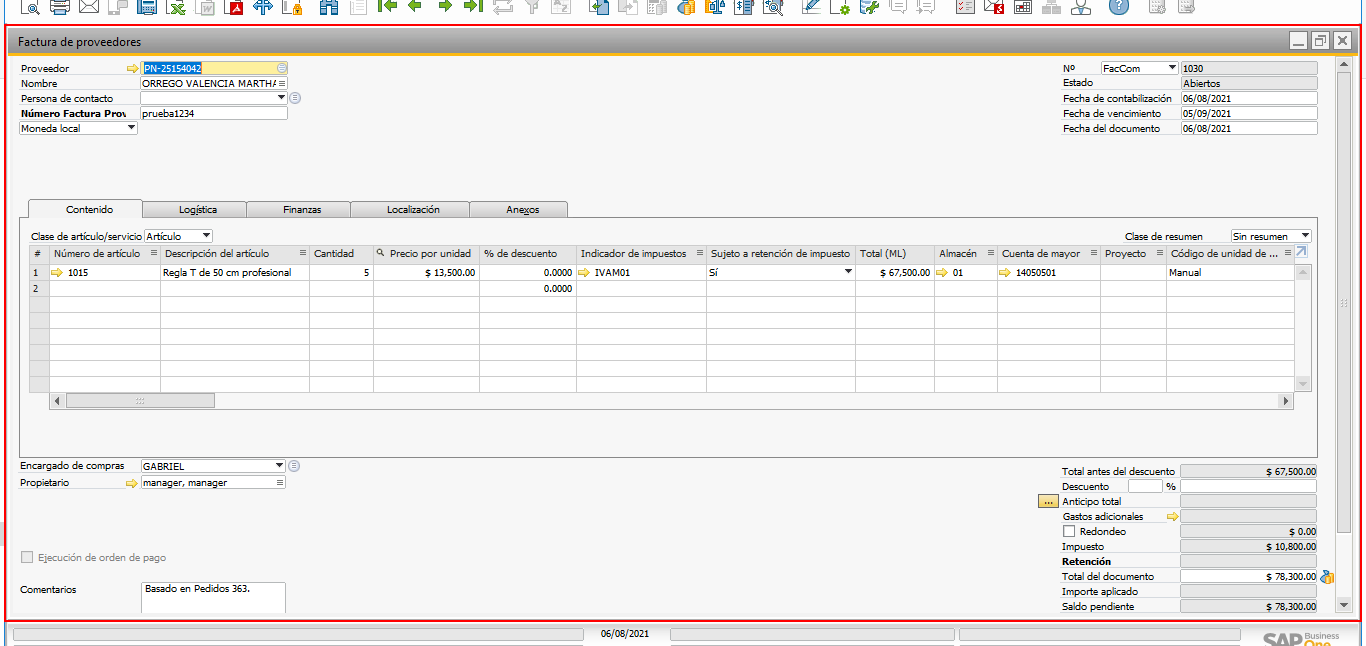 Factura de proveedores
Proveedor PN-25154042
Nombre ORREGO VALENCIA MARTHA
Persona de contacto
Número Factura Prov prueba1234
Moneda local
Nº FacCom 1030
Estado Abiertos
Fecha de contabilización 06/08/2021
Fecha de vencimiento 05/09/2021
Fecha del documento 06/08/2021
Contenido Logística Finanzas Localización Anexos
Clase de artículo/servicio Artículo Clase de resumen Sin resumen
# Número de artículo Descripción del artículo Cantidad Precio por unidad % de descuento Indicador de impuestos Sujeto a retención de impuesto Total (ML) Almacén Cuenta de mayor Proyecto Código de unidad de ...
1 1015 Regla T de 50 cm profesional 5 $ 13,500.00 0.0000 IVAM01 Sí $ 67,500.00 01 14050501 Manual
2 0.0000
Encargado de compras GABRIEL
Propietario manager, manager
Ejecución de orden de pago
Comentarios Basado en Pedidos 363.
Total antes del descuento $ 67,500.00
Descuento %
... Anticipo total
Gastos adicionales
Redondeo $ 0.00
Impuesto $ 10,800.00
Retención
Total del documento $ 78,300.00
Importe aplicado
Saldo pendiente $ 78,300.00
06/08/2021
SAP Business
One